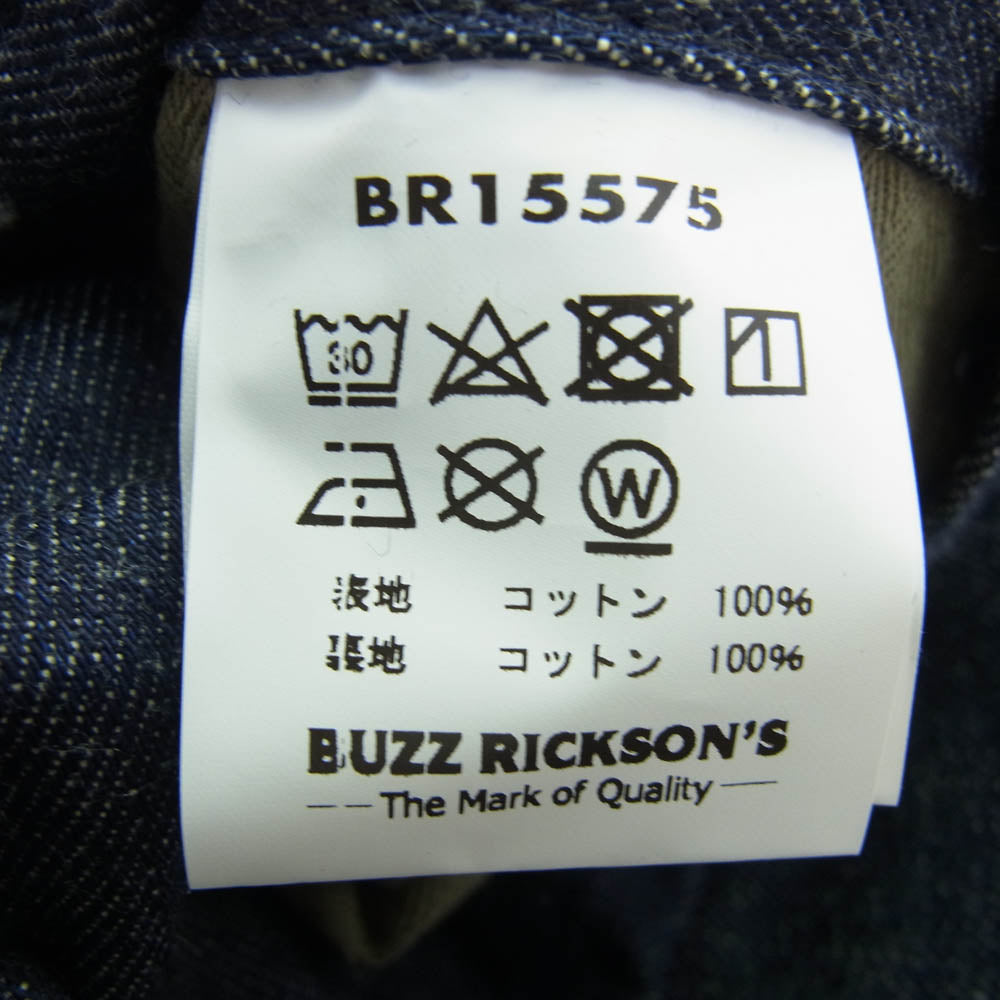 BR15575
30
W
表地 コットン 100%
裏地 コットン 100%
BUZZ RICKSON'S
The Mark of Quality